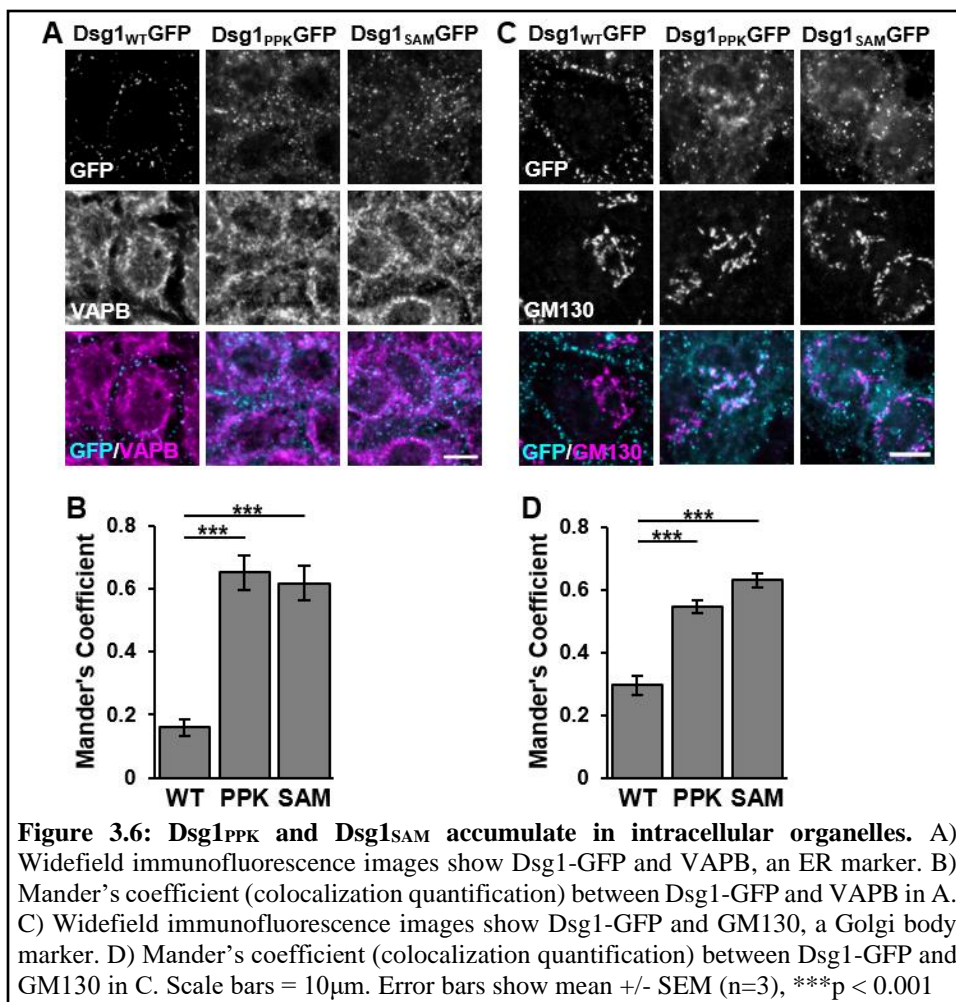 A Dsg1WTGFP Dsg1PPKGFP Dsg1SAMGFP C Dsg1WTGFP Dsg1PPKGFP Dsg1SAMGFP
GFP GFP
VAPB GM130
GFP/VAPB GFP/GM130
B
Mander's Coefficient
0.8
0.6
0.4
0.2
0
***
***
WT PPK SAM
D
Mander's Coefficient
0.8
0.6
0.4
0.2
0
***
***
WT PPK SAM
Figure 3.6: Dsg1PPK and Dsg1SAM accumulate in intracellular organelles. A)
Widefield immunofluorescence images show Dsg1-GFP and VAPB, an ER marker. B)
Mander’s coefficient (colocalization quantification) between Dsg1-GFP and VAPB in A.
C) Widefield immunofluorescence images show Dsg1-GFP and GM130, a Golgi body
marker. D) Mander’s coefficient (colocalization quantification) between Dsg1-GFP and
GM130 in C. Scale bars = 10μm. Error bars show mean +/- SEM (n=3), ***p < 0.001